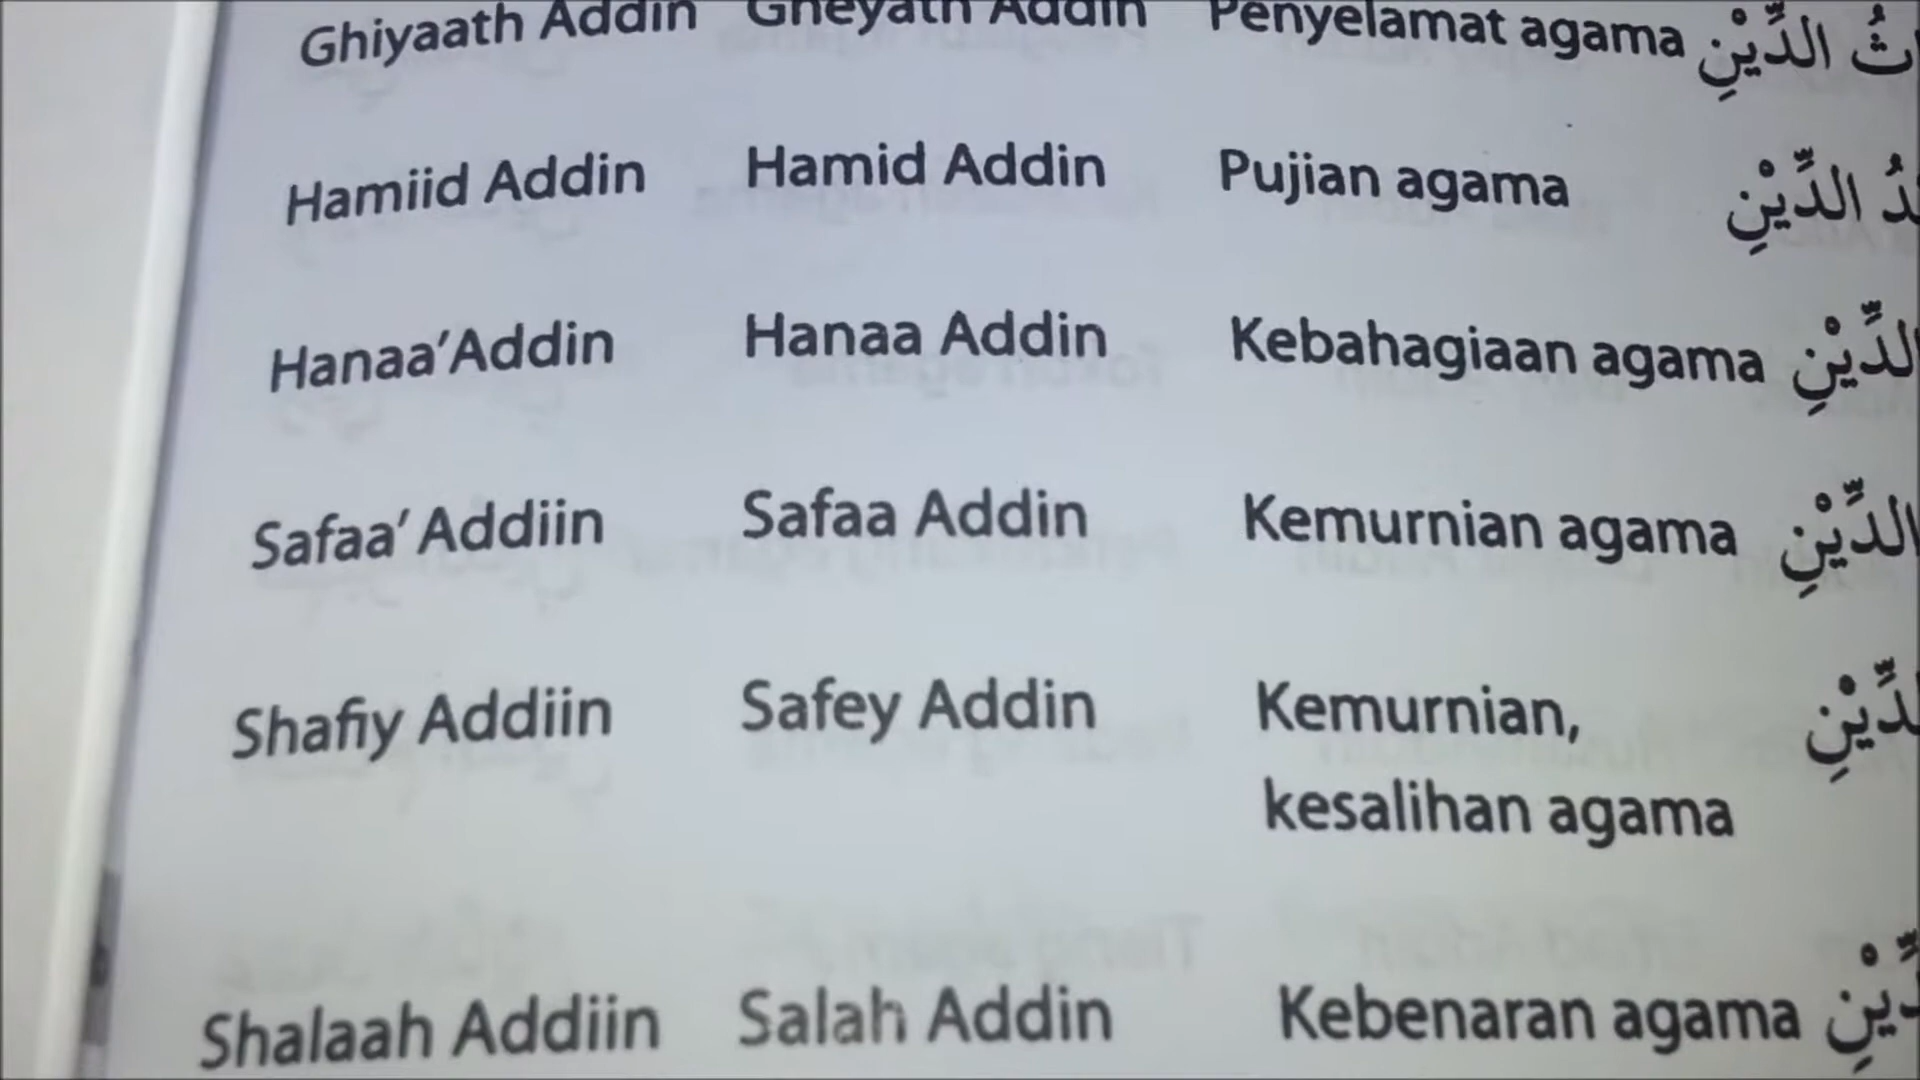 Ghiyaath Addin Gheyath Addin Penyelamat agama الدِّيْنِ
Hamiid Addin Hamid Addin Pujian agama الدِّيْنِ
Hanaa’Addin Hanaa Addin Kebahagiaan agama
Safaa’ Addiin Safaa Addin Kemurnian agama الدِّيْنِ
Shafiy Addiin Safey Addin Kemurnian,
kesalihan agama
Shalaah Addiin Salah Addin Kebenaran agama